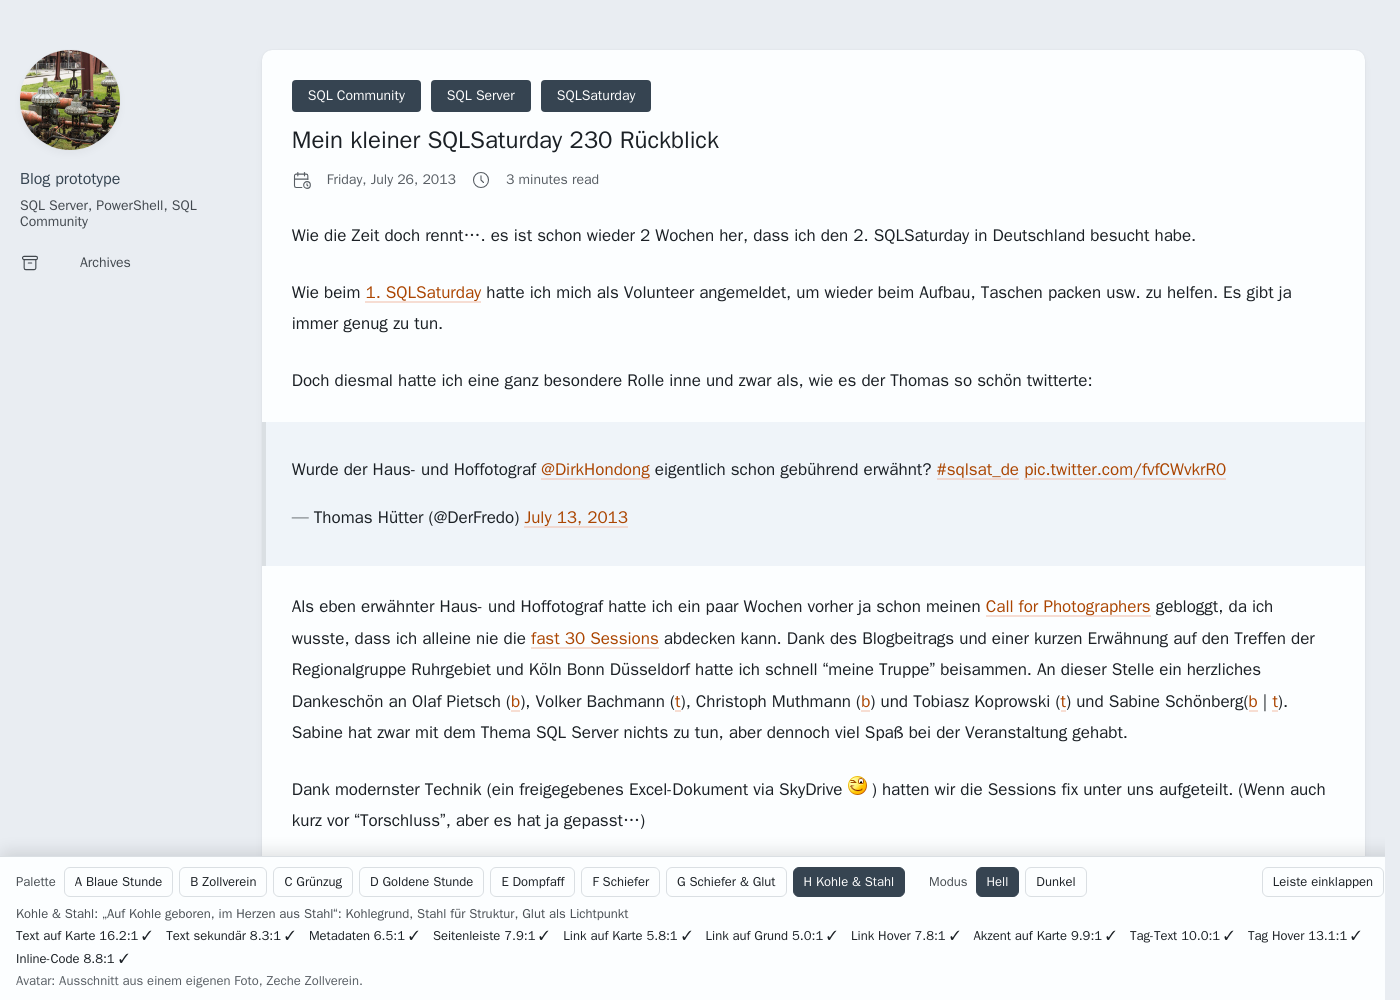 Blog prototype
SQL Server, PowerShell, SQL
Community
Archives
SQL Community
SQL Server
SQLSaturday
Mein kleiner SQLSaturday 230 Rückblick
Friday, July 26, 2013
3 minutes read
Wie die Zeit doch rennt…. es ist schon wieder 2 Wochen her, dass ich den 2. SQLSaturday in Deutschland besucht habe.
Wie beim 1. SQLSaturday hatte ich mich als Volunteer angemeldet, um wieder beim Aufbau, Taschen packen usw. zu helfen. Es gibt ja
immer genug zu tun.
Doch diesmal hatte ich eine ganz besondere Rolle inne und zwar als, wie es der Thomas so schön twitterte:
Wurde der Haus- und Hoffotograf @DirkHondong eigentlich schon gebührend erwähnt? #sqlsat_de pic.twitter.com/fvfCWvkrR0
— Thomas Hütter (@DerFredo) July 13, 2013
Als eben erwähnter Haus- und Hoffotograf hatte ich ein paar Wochen vorher ja schon meinen Call for Photographers gebloggt, da ich
wusste, dass ich alleine nie die fast 30 Sessions abdecken kann. Dank des Blogbeitrags und einer kurzen Erwähnung auf den Treffen der
Regionalgruppe Ruhrgebiet und Köln Bonn Düsseldorf hatte ich schnell “meine Truppe” beisammen. An dieser Stelle ein herzliches
Dankeschön an Olaf Pietsch (b), Volker Bachmann (t), Christoph Muthmann (b) und Tobiasz Koprowski (t) und Sabine Schönberg(b | t).
Sabine hat zwar mit dem Thema SQL Server nichts zu tun, aber dennoch viel Spaß bei der Veranstaltung gehabt.
Dank modernster Technik (ein freigegebenes Excel-Dokument via SkyDrive 😉 ) hatten wir die Sessions fix unter uns aufgeteilt. (Wenn auch
kurz vor “Torschluss”, aber es hat ja gepasst…)
Palette A Blaue Stunde B Zollverein C Grünzug D Goldene Stunde E Dompfaff F Schiefer G Schiefer & Glut H Kohle & Stahl Modus Hell Dunkel Leiste einklappen
Kohle & Stahl: „Auf Kohle geboren, im Herzen aus Stahl“: Kohlegrund, Stahl für Struktur, Glut als Lichtpunkt
Text auf Karte 16.2:1 ✓ Text sekundär 8.3:1 ✓ Metadaten 6.5:1 ✓ Seitenleiste 7.9:1 ✓ Link auf Karte 5.8:1 ✓ Link auf Grund 5.0:1 ✓ Link Hover 7.8:1 ✓ Akzent auf Karte 9.9:1 ✓ Tag-Text 10.0:1 ✓ Tag Hover 13.1:1 ✓
Inline-Code 8.8:1 ✓
Avatar: Ausschnitt aus einem eigenen Foto, Zeche Zollverein.